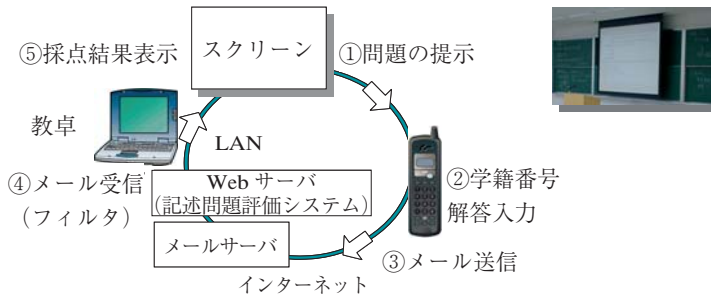 ⑤採点結果表示
スクリーン
①問題の提示
教卓
LAN
④メール受信
（フィルタ）
Web サーバ
（記述問題評価システム）
メールサーバ
②学籍番号
解答入力
③メール送信
インターネット